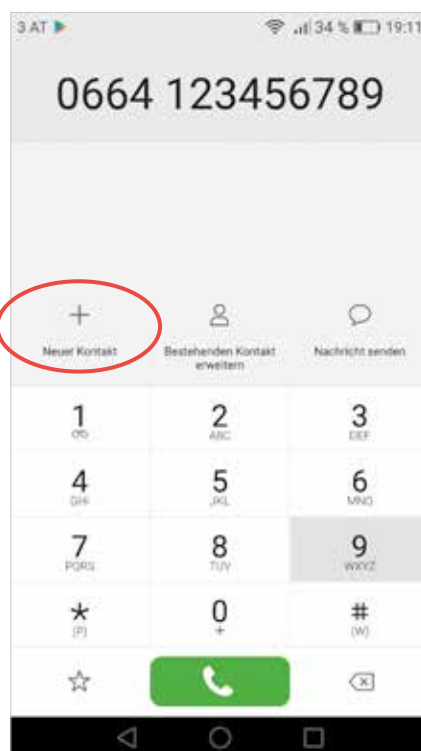 3 AT 34 % 19:11
0664 123456789
Neuer Kontakt
Bestehenden Kontakt
erweitern
Nachricht senden
1 2 3
ABC DEF
4 5 6
GHI JKL MNO
7 8 9
PQRS TUV WXYZ
* 0 #
(P) + (W)